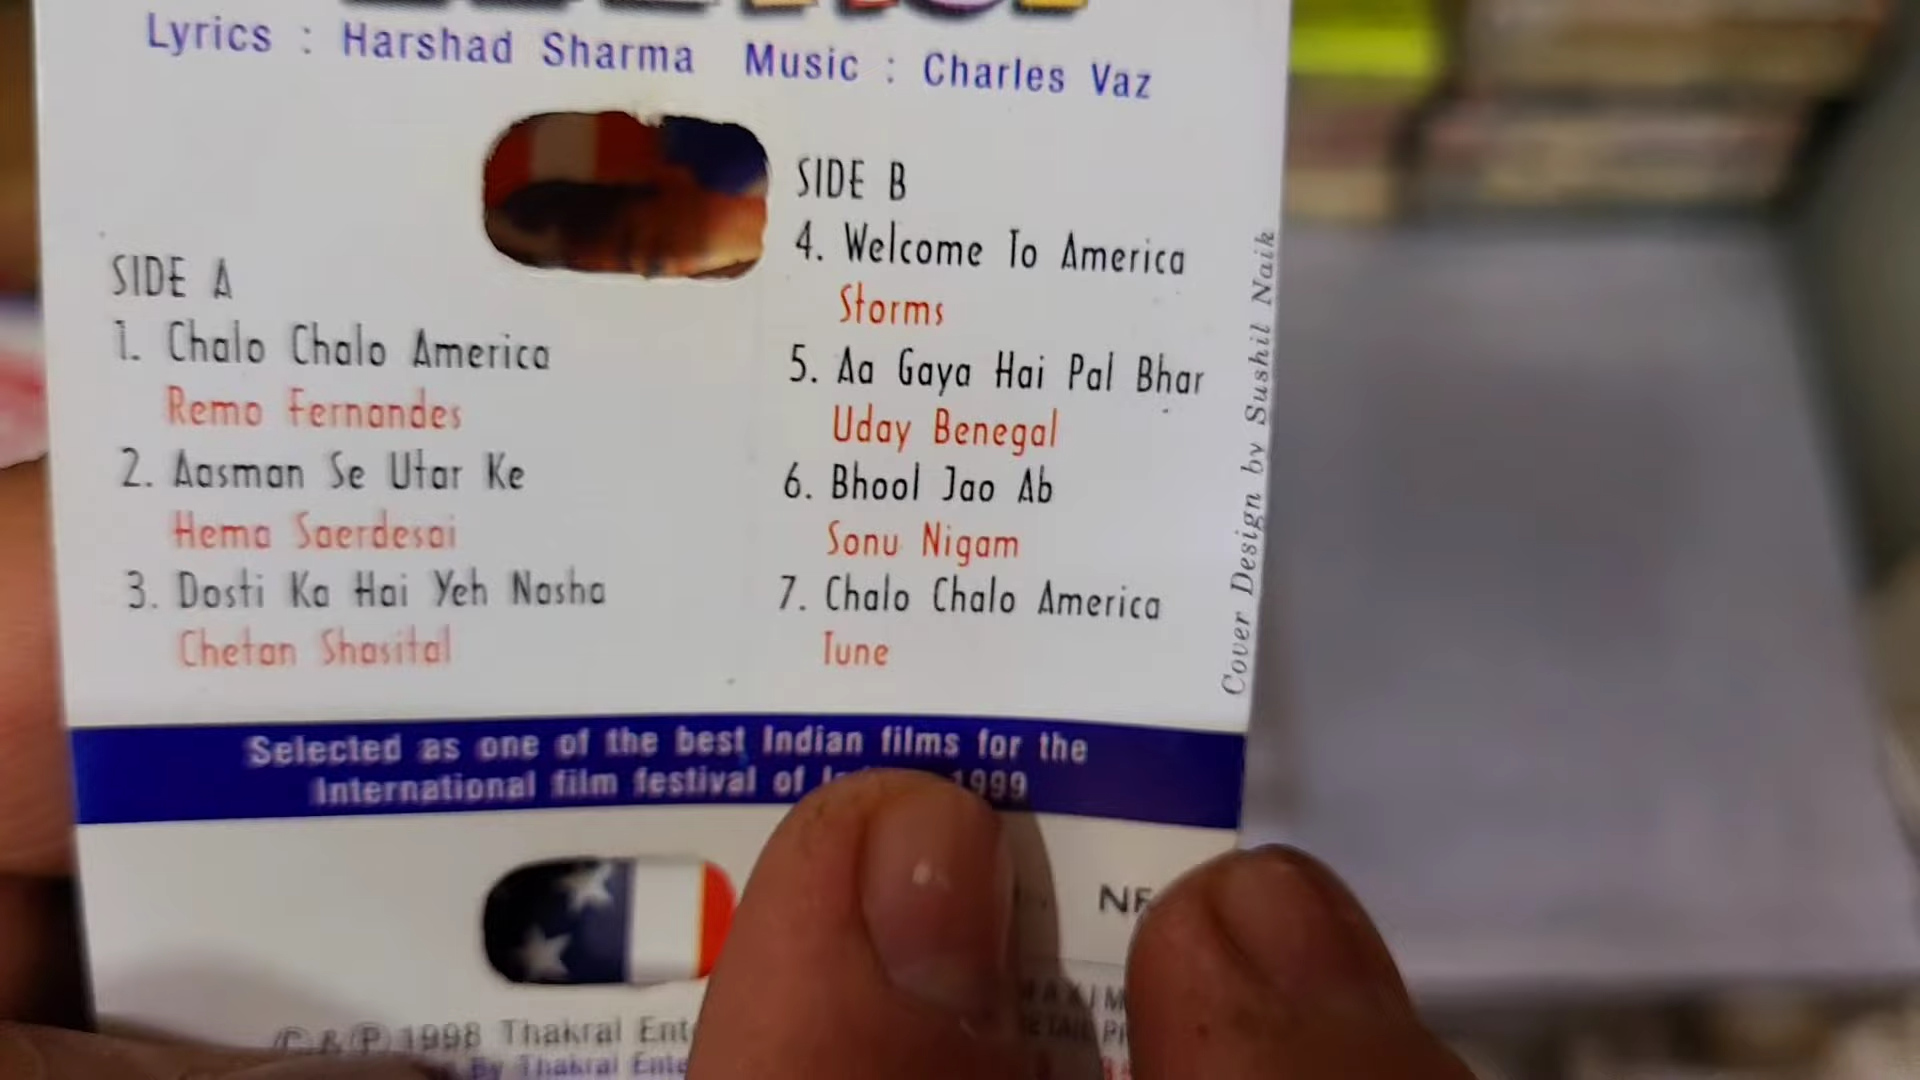 Lyrics : Harshad Sharma Music : Charles Vaz
SIDE A
1. Chalo Chalo America
Remo Fernandes
2. Aasman Se Utar Ke
Hema Saerdesai
3. Dosti Ka Hai Yeh Nasha
Chetan Shasital
SIDE B
4. Welcome To America
Storms
5. Aa Gaya Hai Pal Bhar
Uday Benegal
6. Bhool Jao Ab
Sonu Nigam
7. Chalo Chalo America
Tune
Cover Design by Sushil Naik
Selected as one of the best Indian films for the
International film festival of 1999
© & ℗ 1998 Thakral
By Thakral